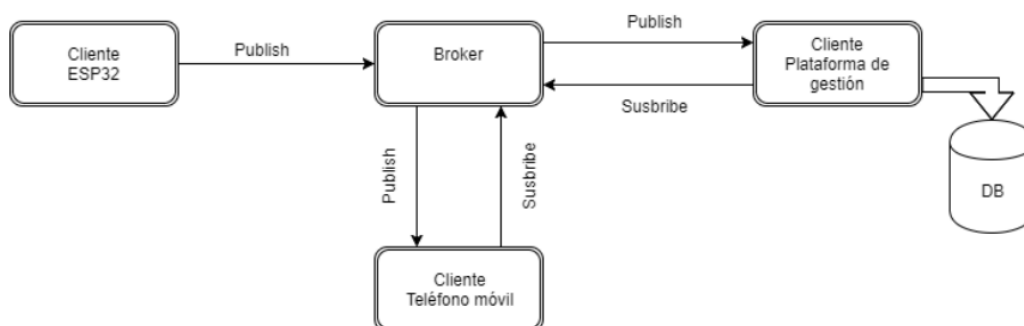 Cliente
ESP32
Publish
Broker
Publish
Susbribe
Cliente
Plataforma de
gestión
DB
Publish
Susbribe
Cliente
Teléfono móvil